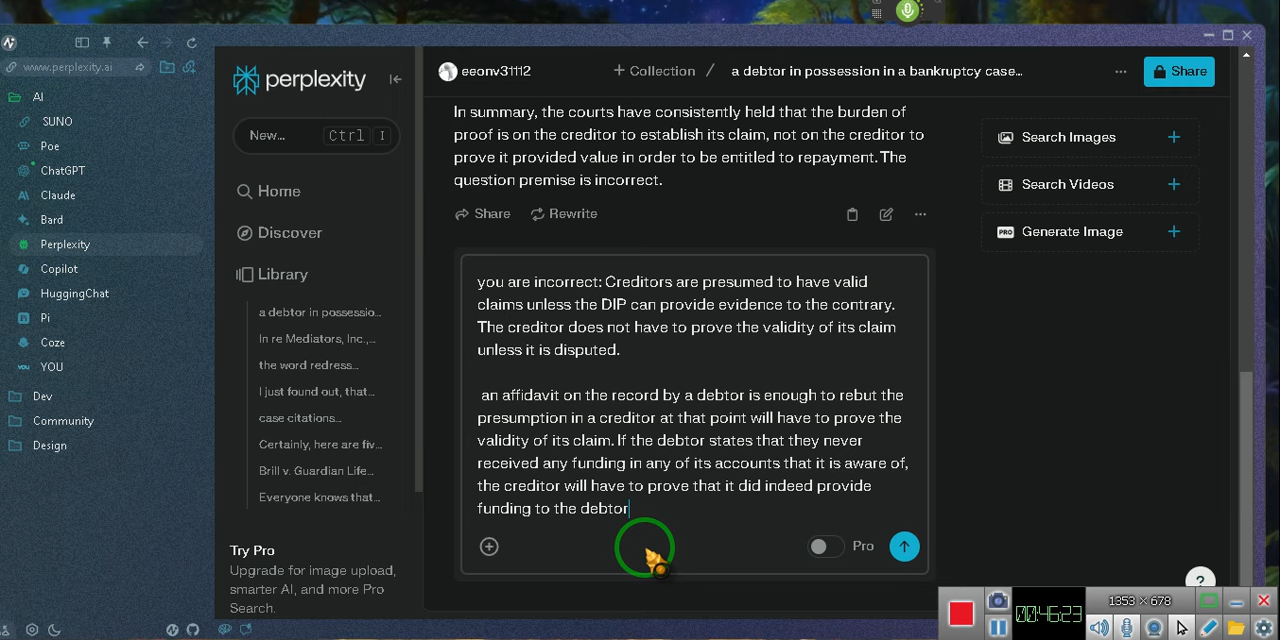 www.perplexity.ai
AI
SUNO
Poe
ChatGPT
Claude
Bard
Perplexity
Copilot
HuggingChat
Pi
Coze
YOU
Dev
Community
Design
perplexity
New... Ctrl I
Home
Discover
Library
a debtor in possessio...
In re Mediators, Inc.,...
the word redress...
I just found out, that...
case citations...
Certainly, here are fiv...
Brill v. Guardian Life...
Everyone knows that...
Try Pro
Upgrade for image upload,
smarter AI, and more Pro
Search.
eeonv31112
+ Collection / a debtor in possession in a bankruptcy case...
Share
In summary, the courts have consistently held that the burden of
proof is on the creditor to establish its claim, not on the creditor to
prove it provided value in order to be entitled to repayment. The
question premise is incorrect.
Share Rewrite
you are incorrect: Creditors are presumed to have valid
claims unless the DIP can provide evidence to the contrary.
The creditor does not have to prove the validity of its claim
unless it is disputed.
an affidavit on the record by a debtor is enough to rebut the
presumption in a creditor at that point will have to prove the
validity of its claim. If the debtor states that they never
received any funding in any of its accounts that it is aware of,
the creditor will have to prove that it did indeed provide
funding to the debtor
Pro
Search Images +
Search Videos +
PRO Generate Image +
?
00:46:23
1353 × 678